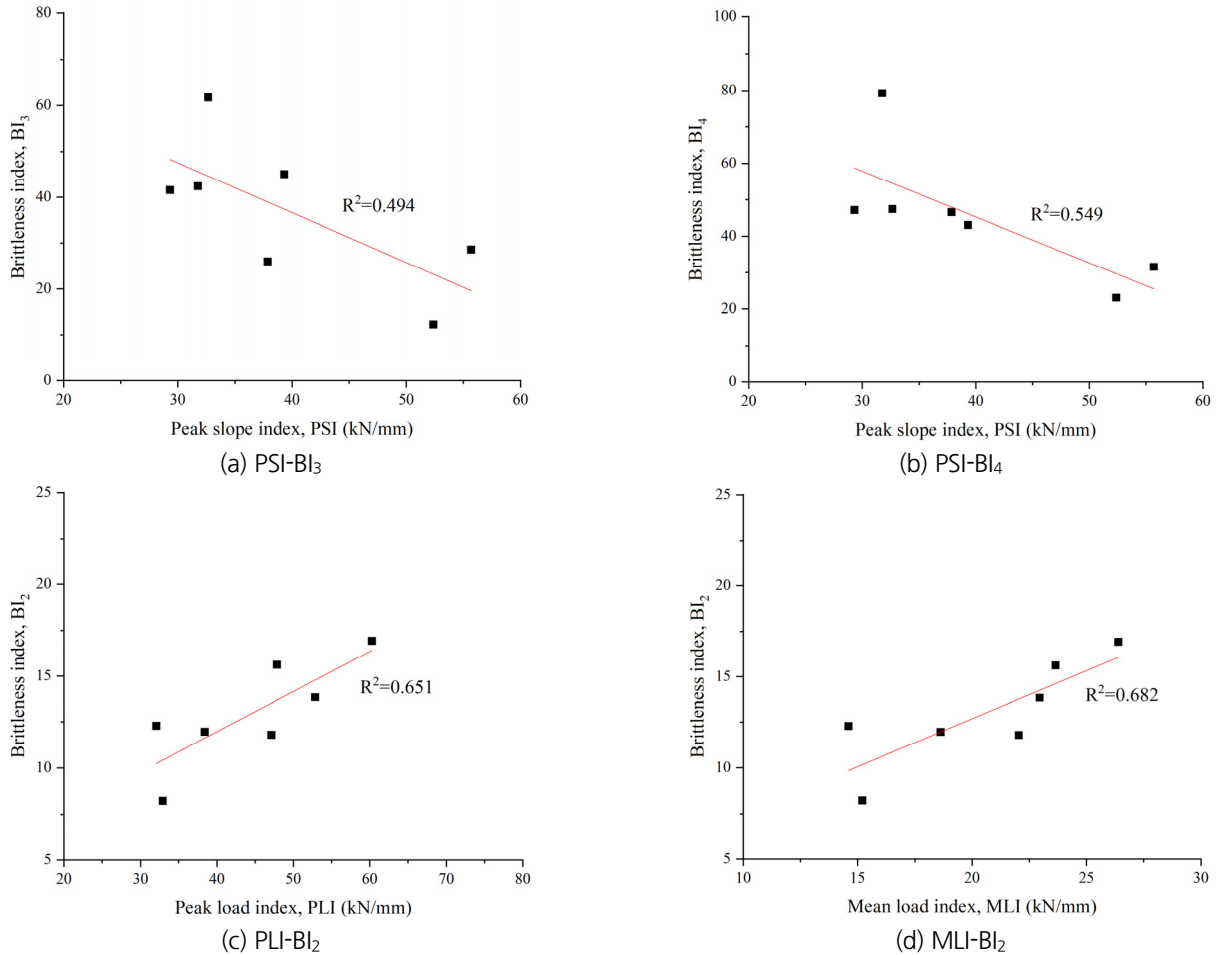 80
60
40
20
0
Brittleness index, BI₃
R²=0.494
20
30
40
50
60
Peak slope index, PSI (kN/mm)
(a) PSI-BI₃
100
80
60
40
20
0
Brittleness index, BI₄
R²=0.549
20
30
40
50
60
Peak slope index, PSI (kN/mm)
(b) PSI-BI₄
25
20
15
10
5
Brittleness index, BI₂
R²=0.651
20
30
40
50
60
70
80
Peak load index, PLI (kN/mm)
(c) PLI-BI₂
25
20
15
10
5
Brittleness index, BI₂
R²=0.682
10
15
20
25
30
Mean load index, MLI (kN/mm)
(d) MLI-BI₂